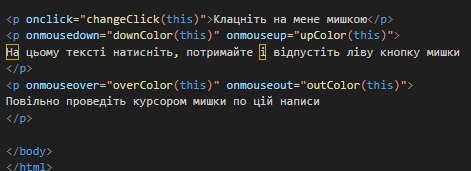 <p onclick="changeClick(this)">Клацніть на мене мишкою</p>
<p onmousedown="downColor(this)" onmouseup="upColor(this)">
На цьому тексті натисніть, потримайте і відпустіть ліву кнопку мишки
</p>
<p onmouseover="overColor(this)" onmouseout="outColor(this)">
Повільно проведіть курсором мишки по цій написи
</p>
</body>
</html>